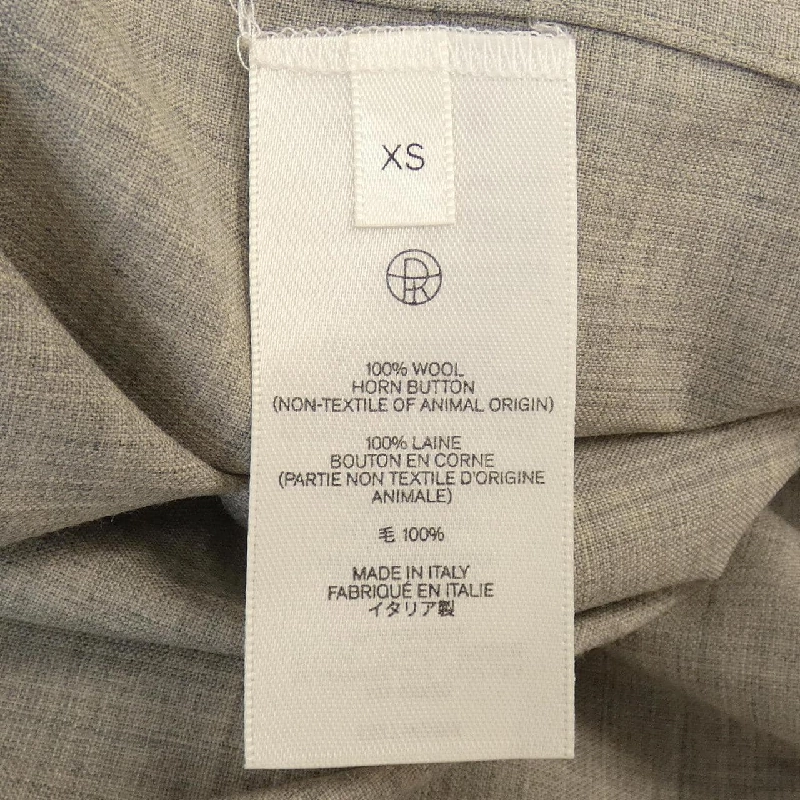 XS
100% WOOL
HORN BUTTON
(NON-TEXTILE OF ANIMAL ORIGIN)
100% LAINE
BOUTON EN CORNE
(PARTIE NON TEXTILE D'ORIGINE
ANIMALE)
毛 100%
MADE IN ITALY
FABRIQUÉ EN ITALIE
イタリア製